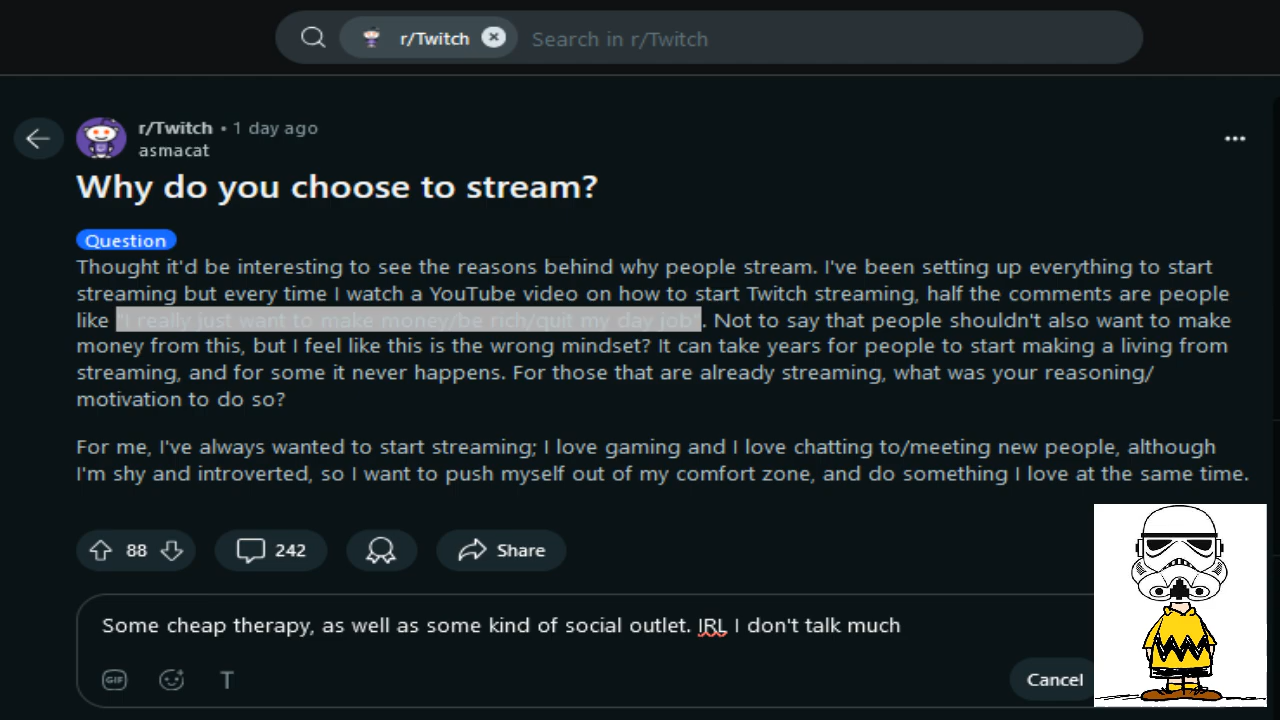 r/Twitch Search in r/Twitch
r/Twitch • 1 day ago
asmacat
Why do you choose to stream?
Question
Thought it'd be interesting to see the reasons behind why people stream. I've been setting up everything to start
streaming but every time I watch a YouTube video on how to start Twitch streaming, half the comments are people
like "I really just want to make money/be rich/quit my day job". Not to say that people shouldn't also want to make
money from this, but I feel like this is the wrong mindset? It can take years for people to start making a living from
streaming, and for some it never happens. For those that are already streaming, what was your reasoning/
motivation to do so?
For me, I've always wanted to start streaming; I love gaming and I love chatting to/meeting new people, although
I'm shy and introverted, so I want to push myself out of my comfort zone, and do something I love at the same time.
88 242 Share
Some cheap therapy, as well as some kind of social outlet. IRL I don't talk much
GIF T Cancel